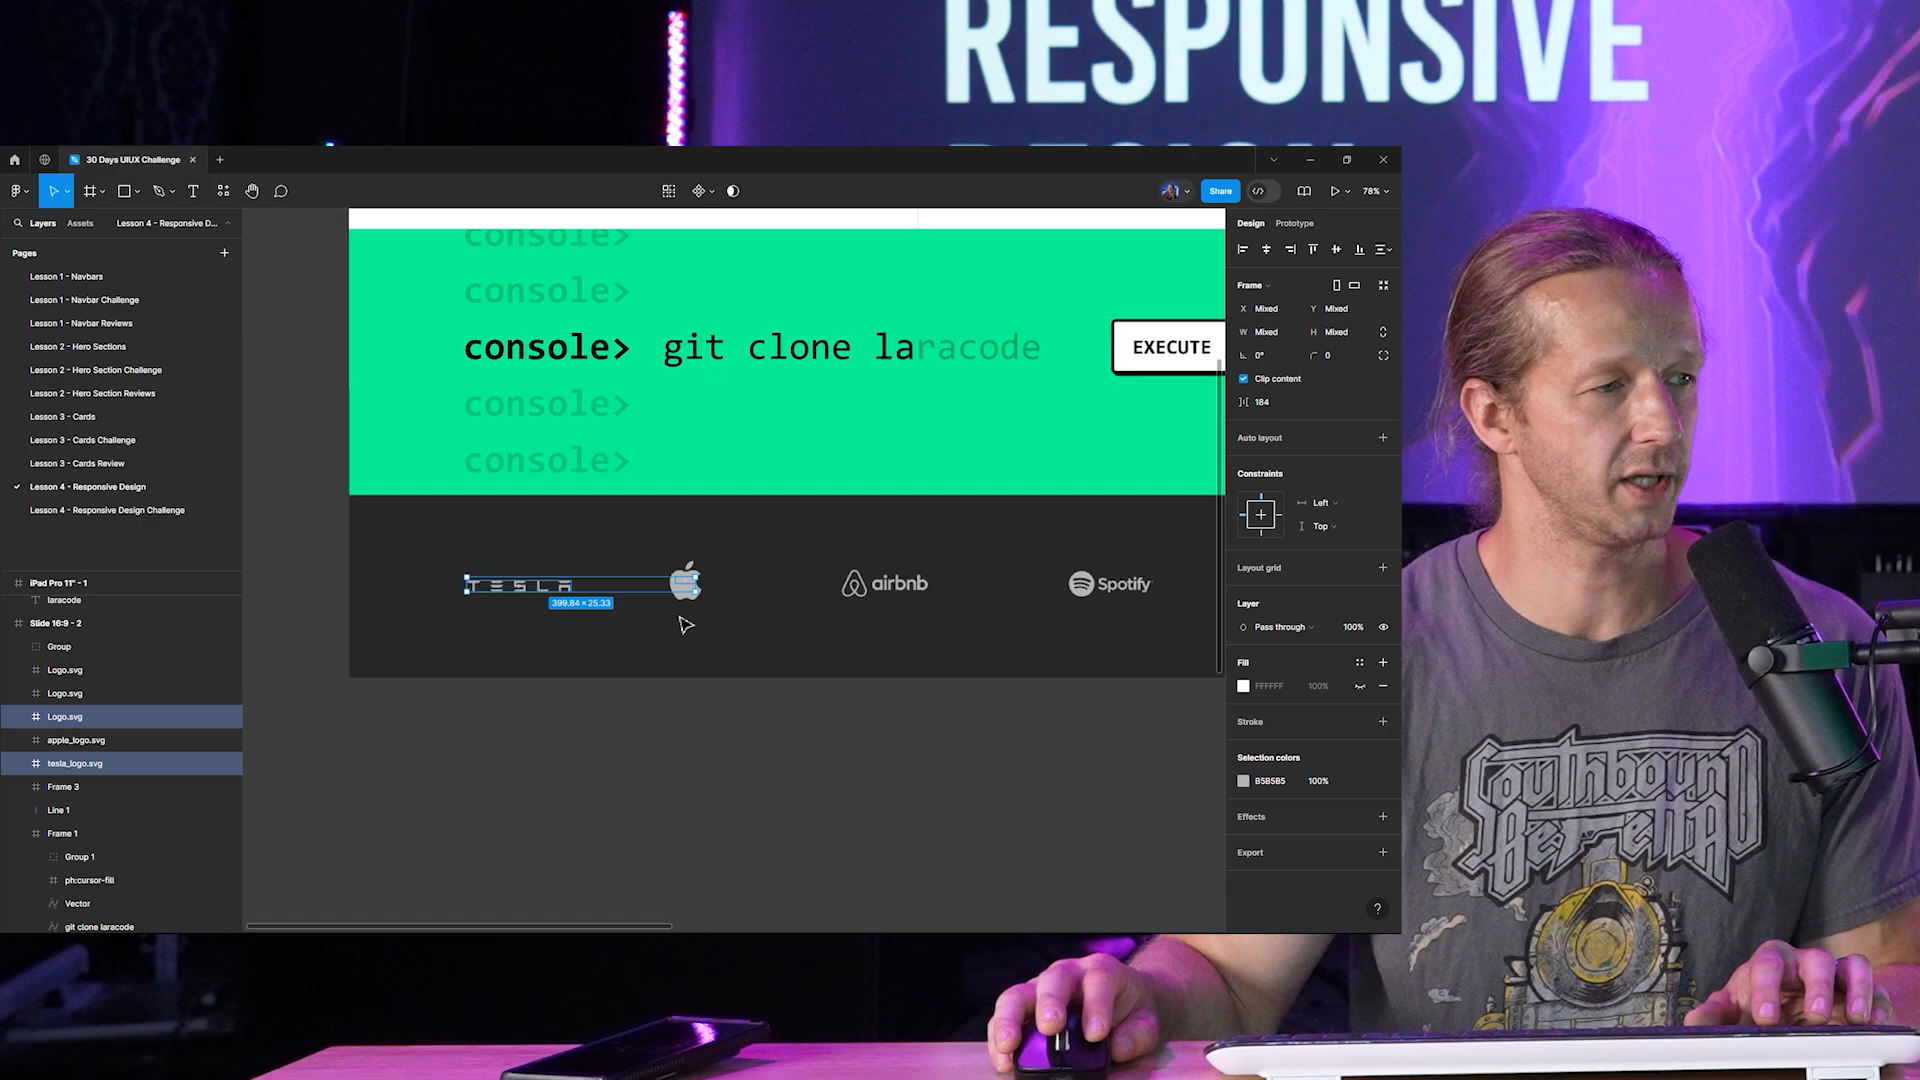 RESPONSIVE
30 Days UIUX Challenge
Share
78%
Layers
Assets
Lesson 4 - Responsive D...
Pages
Lesson 1 - Navbars
Lesson 1 - Navbar Challenge
Lesson 1 - Navbar Reviews
Lesson 2 - Hero Sections
Lesson 2 - Hero Section Challenge
Lesson 2 - Hero Section Reviews
Lesson 3 - Cards
Lesson 3 - Cards Challenge
Lesson 3 - Cards Review
Lesson 4 - Responsive Design
Lesson 4 - Responsive Design Challenge
iPad Pro 11" - 1
laracode
Slide 16:9 - 2
Group
Logo.svg
Logo.svg
Logo.svg
apple_logo.svg
tesla_logo.svg
Frame 3
Line 1
Frame 1
Group 1
ph:cursor-fill
Vector
git clone laracode
console>
console>
console> git clone laracode
EXECUTE
console>
console>
TESLA
airbnb
Spotify
399.84 × 25.33
Design
Prototype
Frame
X Mixed
Y Mixed
W Mixed
H Mixed
0°
0
Clip content
184
Auto layout
Constraints
Left
Top
Layout grid
Layer
Pass through
100%
Fill
FFFFFF
100%
Stroke
Selection colors
B5B5B5
100%
Effects
Export
?
Southbound
Beretta